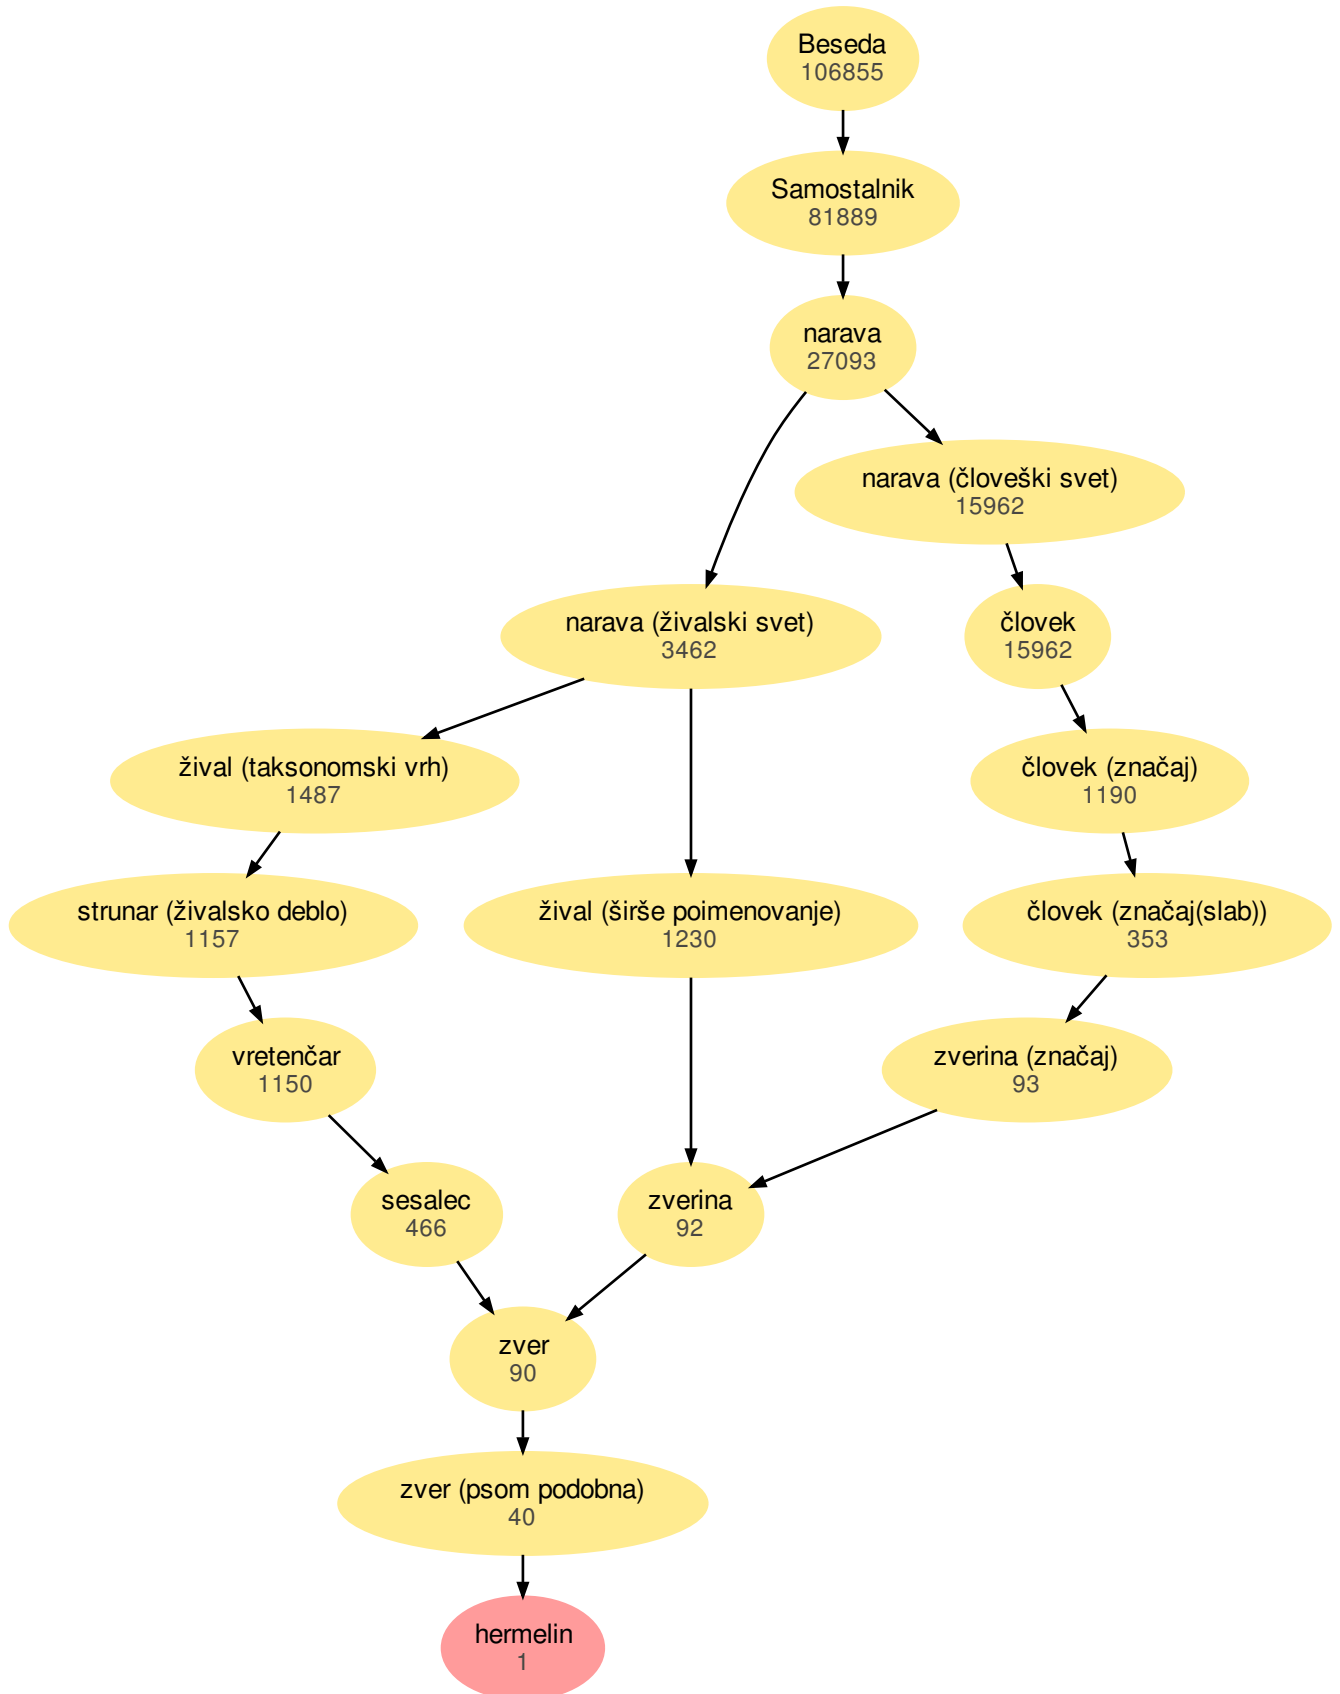 Beseda
106855
Samostalnik
81889
narava
27093
narava (človeški svet)
15962
narava (živalski svet)
3462
človek
15962
žival (taksonomski vrh)
1487
človek (značaj)
1190
strunar (živalsko deblo)
1157
žival (širše poimenovanje)
1230
človek (značaj(slab))
353
vretenčar
1150
zverina (značaj)
93
sesalec
466
zverina
92
zver
90
zver (psom podobna)
40
hermelin
1